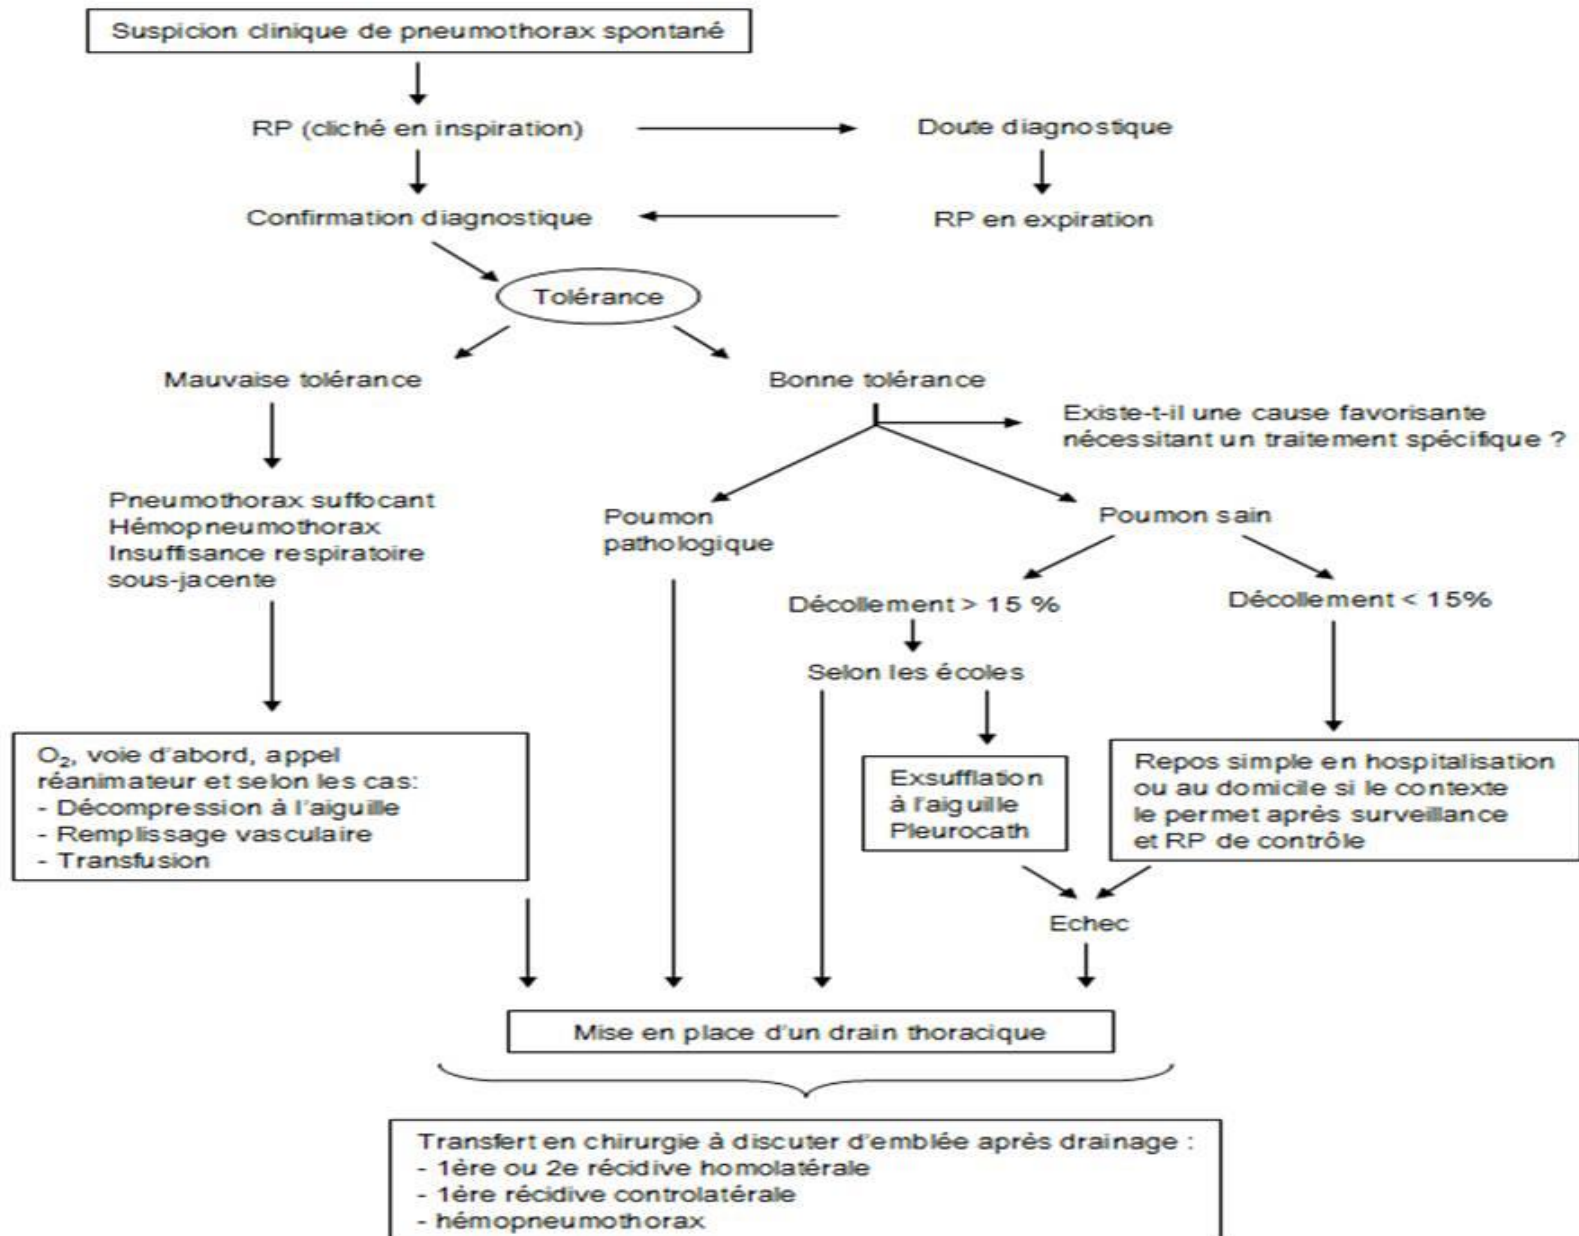 Suspicion clinique de pneumothorax spontané
RP (cliché en inspiration)
Doute diagnostique
Confirmation diagnostique
RP en expiration
Tolérance
Mauvaise tolérance
Bonne tolérance
Existe-t-il une cause favorisante
nécessitant un traitement spécifique ?
Pneumothorax suffocant
Hémopneumothorax
Insuffisance respiratoire
sous-jacente
Poumon
pathologique
Poumon sain
Décollement > 15 %
Décollement < 15%
Selon les écoles
O₂, voie d'abord, appel
réanimateur et selon les cas:
- Décompression à l'aiguille
- Remplissage vasculaire
- Transfusion
Exsufflation
à l'aiguille
Pleurocath
Repos simple en hospitalisation
ou au domicile si le contexte
le permet après surveillance
et RP de contrôle
Echec
Mise en place d'un drain thoracique
Transfert en chirurgie à discuter d'emblée après drainage :
- 1ère ou 2e récidive homolatérale
- 1ère récidive controlatérale
- hémopneumothorax